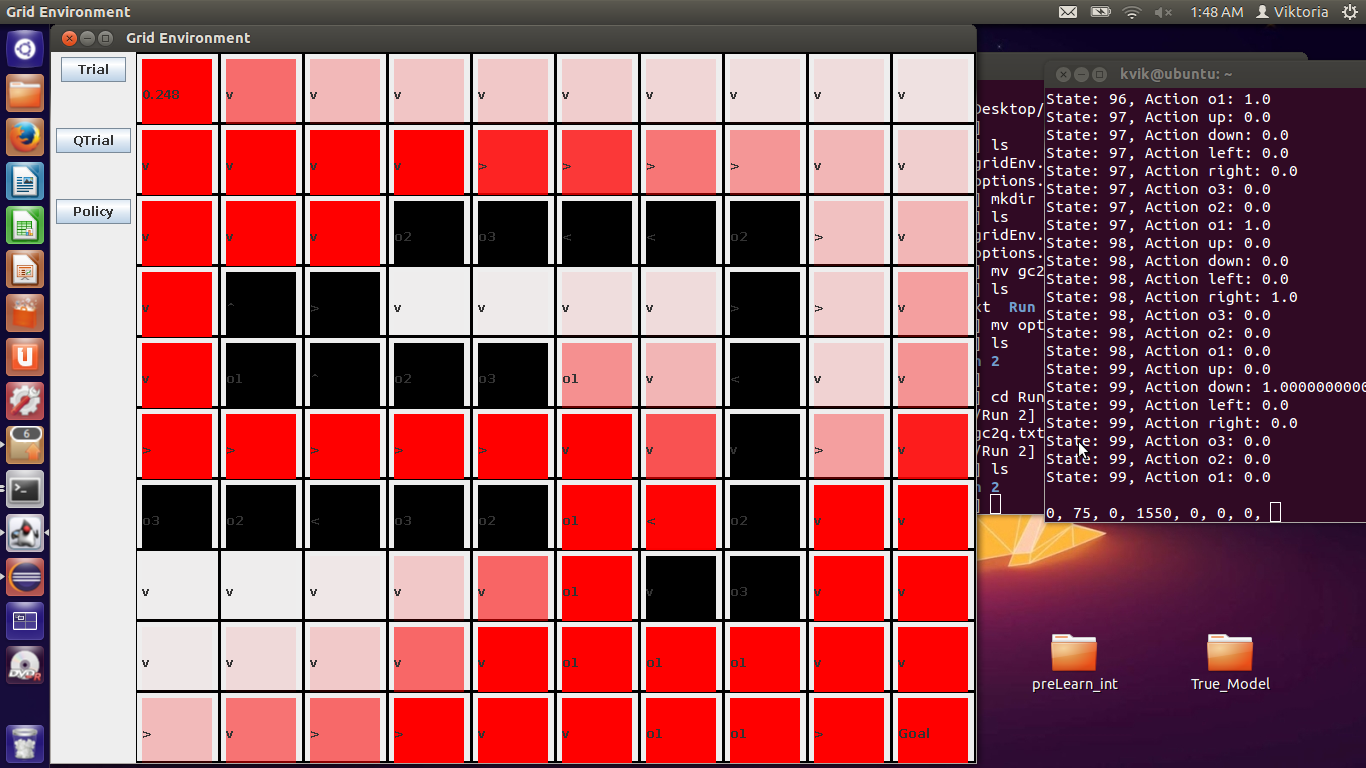 Grid Environment
1:48 AM Viktoria
Grid Environment
Trial
QTrial
Policy
0.248 v v v v v v v v v
v v v v > > > > v v
v v v o2 o3 < < o2 > v
v ^ > v v v v > > v
v o1 ^ o2 o3 o1 v < v v
> > > > > v v v > v
o3 o2 < o2 o2 o1 < o2 v v
v v v v v o1 v o3 v v
v v v v v o1 o1 o1 v v
> v > > v v o1 o1 > Goal
Desktop/
] ls
gridEnv.
options.
] mkdir
] ls
gridEnv.
options.
] mv gc2
] ls
xt Run
] mv opt
] ls
n 2
]
] cd Run
/Run 2]
gc2q.txt
/Run 2]
] ls
n 2
]
kvik@ubuntu: ~
State: 96, Action o1: 1.0
State: 97, Action up: 0.0
State: 97, Action down: 0.0
State: 97, Action left: 0.0
State: 97, Action right: 0.0
State: 97, Action o3: 0.0
State: 97, Action o2: 0.0
State: 97, Action o1: 1.0
State: 98, Action up: 0.0
State: 98, Action down: 0.0
State: 98, Action left: 0.0
State: 98, Action right: 1.0
State: 98, Action o3: 0.0
State: 98, Action o2: 0.0
State: 98, Action o1: 0.0
State: 99, Action up: 0.0
State: 99, Action down: 1.0000000000
State: 99, Action left: 0.0
State: 99, Action right: 0.0
State: 99, Action o3: 0.0
State: 99, Action o2: 0.0
State: 99, Action o1: 0.0
0, 75, 0, 1550, 0, 0, 0,
preLearn_int
True_Model
6
DVD R